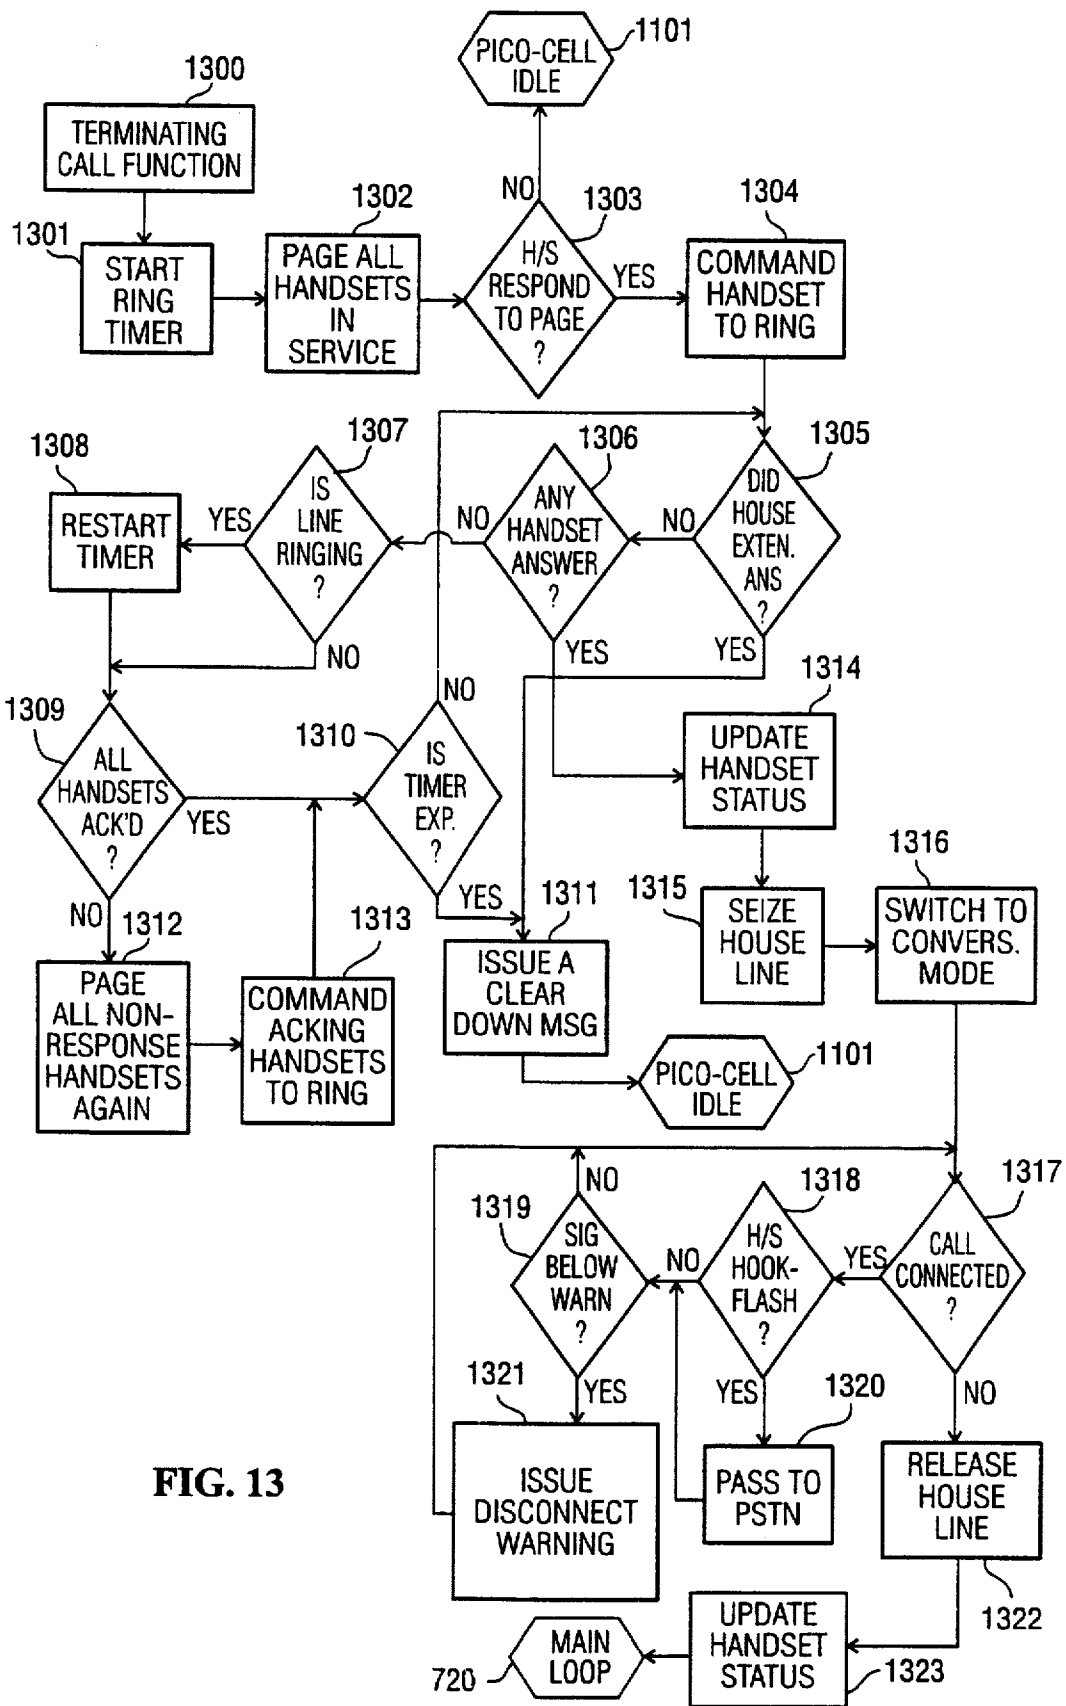 1101
PICO-CELL
IDLE
1300
TERMINATING
CALL FUNCTION
NO
1301
START
RING
TIMER
1302
PAGE ALL
HANDSETS
IN
SERVICE
1303
H/S
RESPOND
TO PAGE
?
YES
1304
COMMAND
HANDSET
TO RING
1305
DID
HOUSE
EXTEN.
ANS
?
NO
YES
1306
ANY
HANDSET
ANSWER
?
NO
YES
1307
IS
LINE
RINGING
?
YES
NO
1308
RESTART
TIMER
1309
ALL
HANDSETS
ACK'D
?
YES
NO
1310
IS
TIMER
EXP.
?
NO
YES
1311
ISSUE A
CLEAR
DOWN MSG
1101
PICO-CELL
IDLE
1312
PAGE
ALL NON-
RESPONSE
HANDSETS
AGAIN
1313
COMMAND
ACKING
HANDSETS
TO RING
1314
UPDATE
HANDSET
STATUS
1315
SEIZE
HOUSE
LINE
1316
SWITCH TO
CONVERS.
MODE
1317
CALL
CONNECTED
?
YES
NO
1318
H/S
HOOK-
FLASH
?
NO
YES
1319
SIG
BELOW
WARN
?
NO
YES
1320
PASS TO
PSTN
1321
ISSUE
DISCONNECT
WARNING
RELEASE
HOUSE
LINE
1322
UPDATE
HANDSET
STATUS
1323
MAIN
LOOP
720
FIG. 13